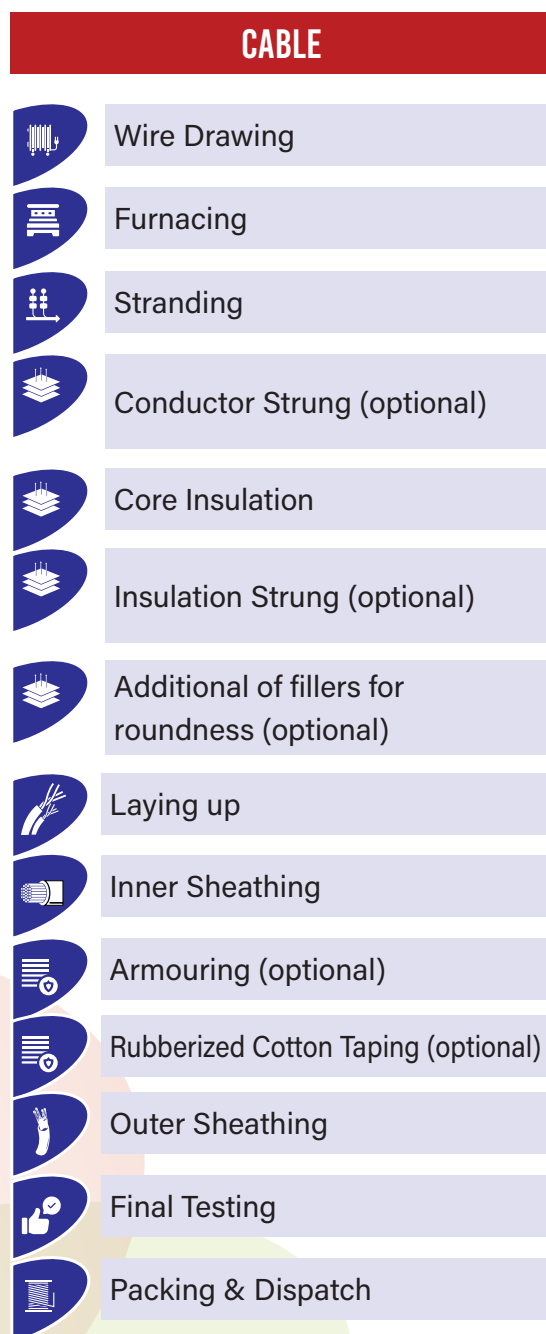 CABLE
Wire Drawing
Furnacing
Stranding
Conductor Strung (optional)
Core Insulation
Insulation Strung (optional)
Additional of fillers for
roundness (optional)
Laying up
Inner Sheathing
Armouring (optional)
Rubberized Cotton Taping (optional)
Outer Sheathing
Final Testing
Packing & Dispatch